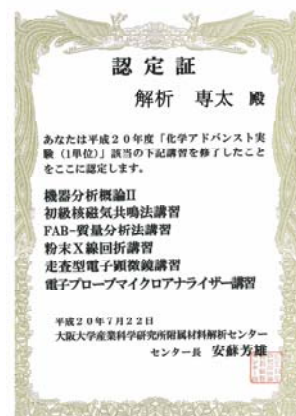 認定証
解析 専太 殿
あなたは平成20年度「化学アドバンスト実
験(1単位)」該当の下記講習を修了したこと
をここに認定します。
機器分析概論II
初級核磁気共鳴法講習
FAB-質量分析法講習
粉末X線回折講習
走査型電子顕微鏡講習
電子プローブマイクロアナライザー講習
平成20年7月22日
大阪大学産業科学研究所附属材料解析センター
センター長 安蘇芳雄